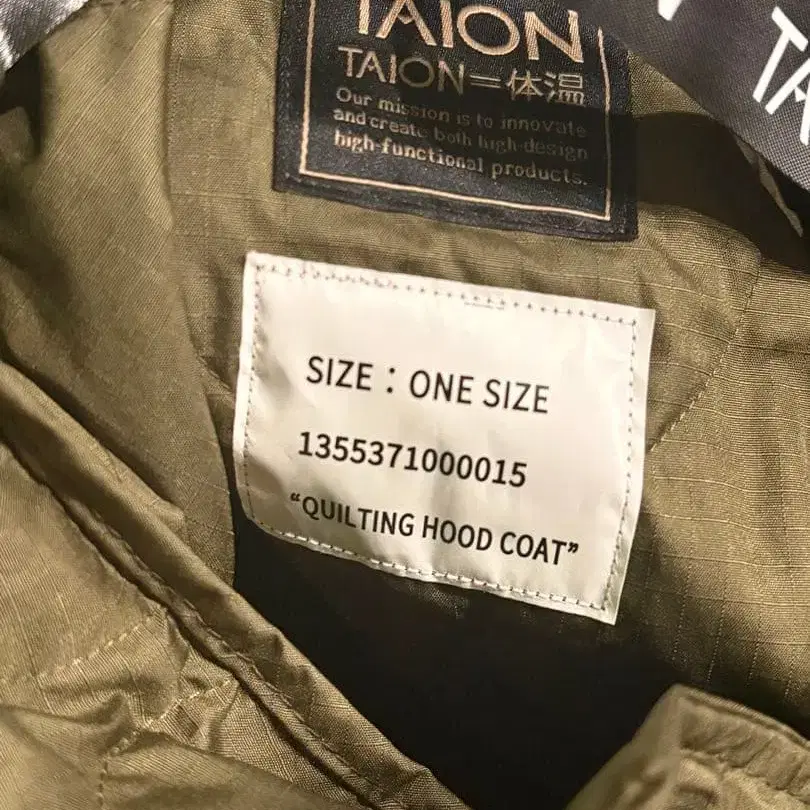 TAION
TAION=体温
Our mission is to innovate
and create both high-design
high-functional products.
SIZE : ONE SIZE
1355371000015
“QUILTING HOOD COAT”
TA